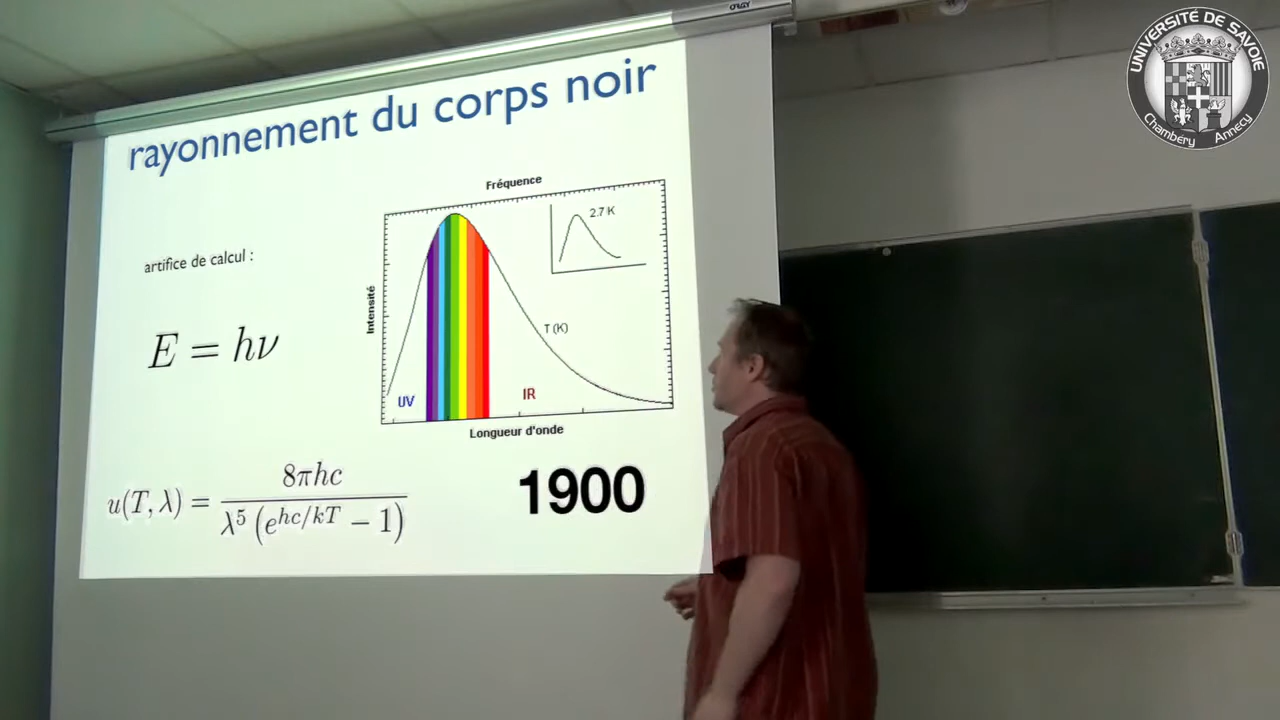 ORAY
UNIVERSITÉ DE SAVOIE
Chambéry Annecy
rayonnement du corps noir
Fréquence
2.7 K
artifice de calcul :
Intensité
E = hν
T (K)
UV
IR
Longueur d'onde
u(T, λ) = 8πhc / λ⁵ (e^{hc/kT} − 1)
1900